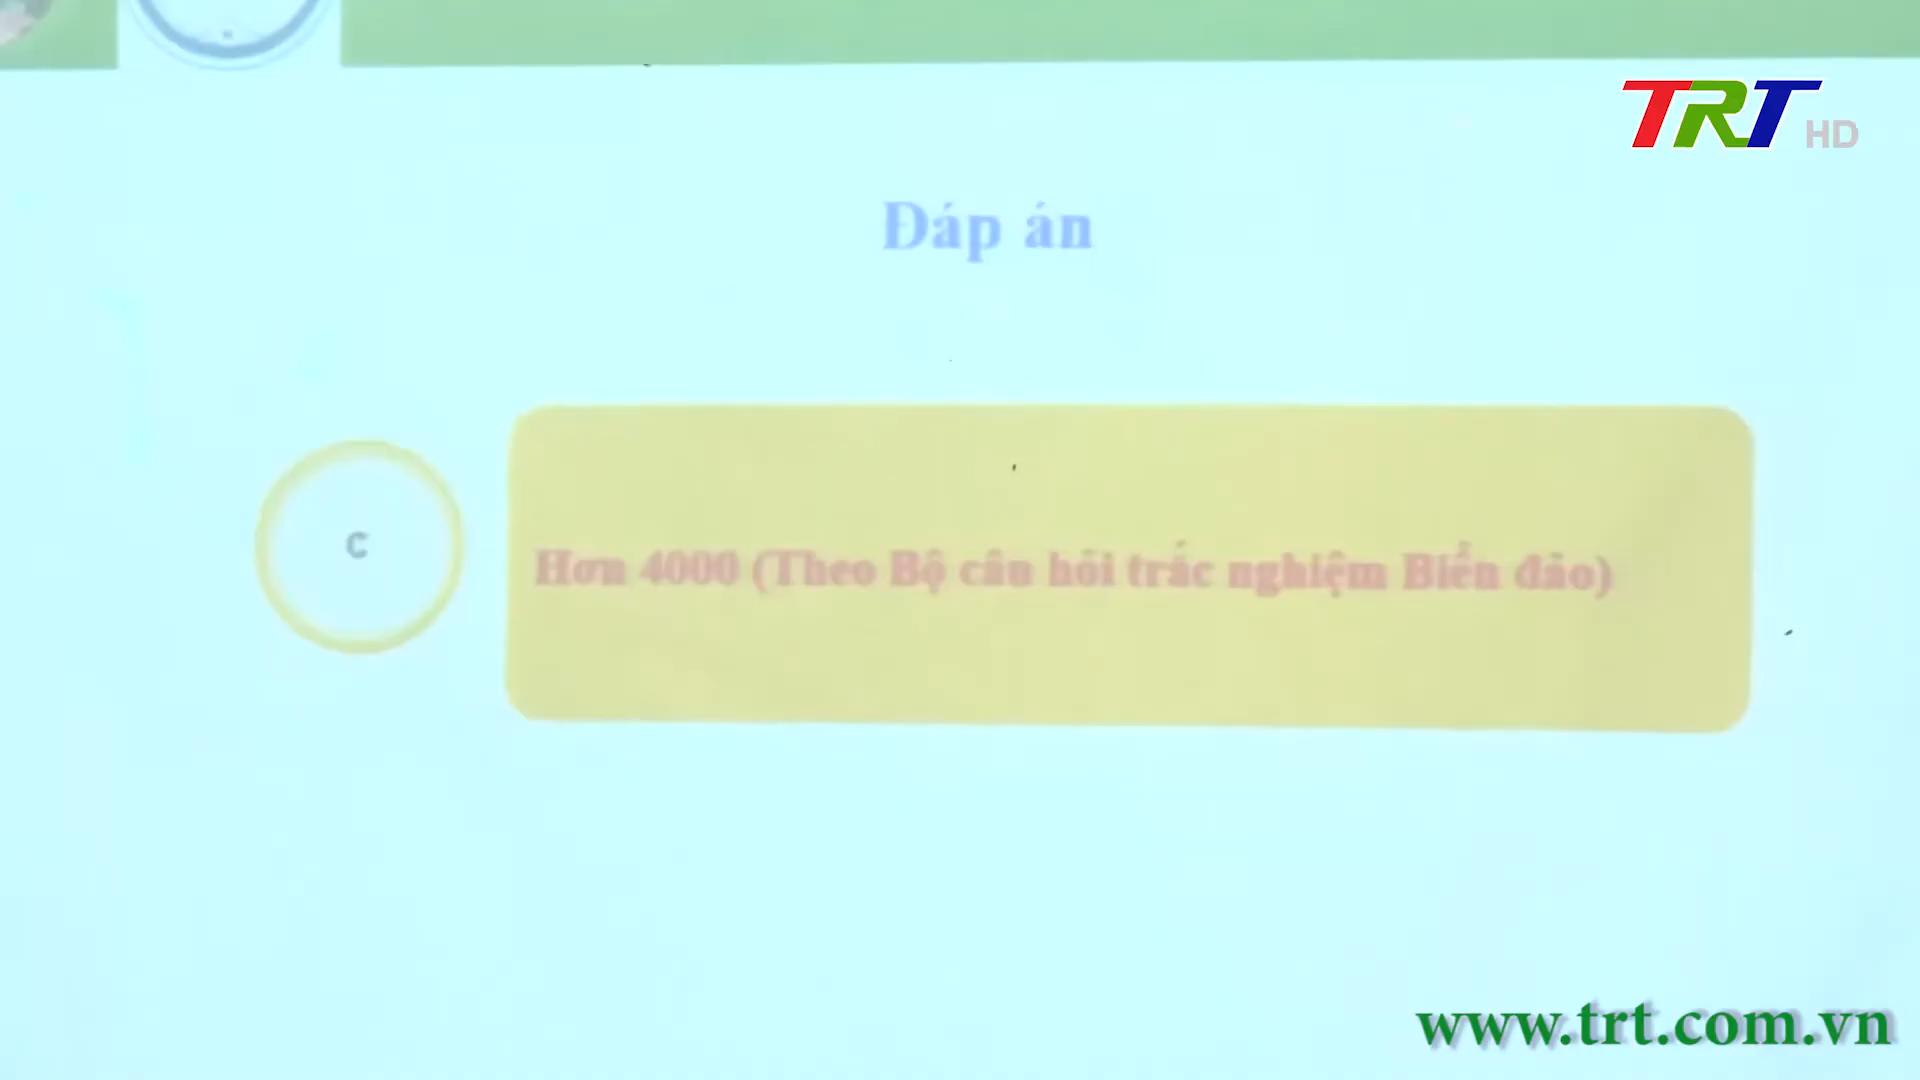 TRT HD
Đáp án
C
Hơn 4000 (Theo Bộ câu hỏi trắc nghiệm Biển đảo)
www.trt.com.vn